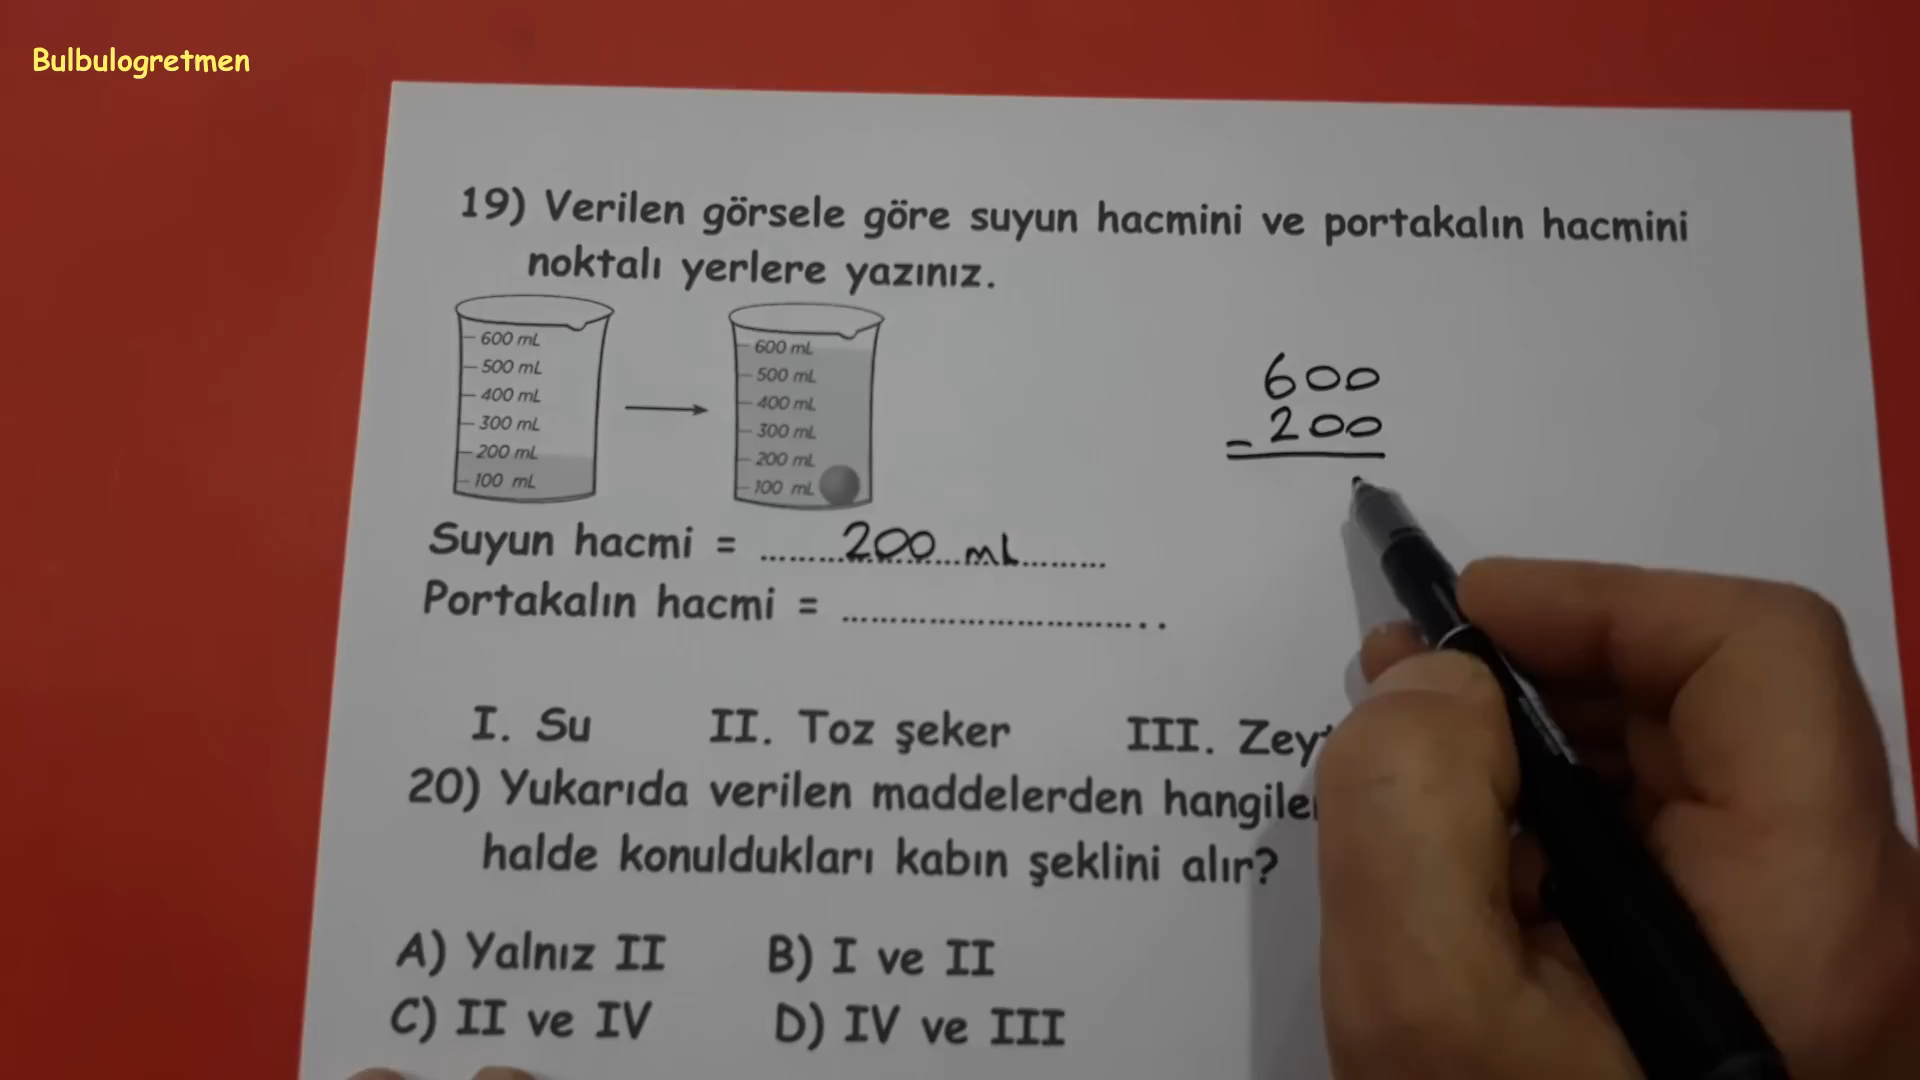 Bulbulogretmen
19) Verilen görsele göre suyun hacmini ve portakalın hacmini
noktalı yerlere yazınız.
600 mL
500 mL
400 mL
300 mL
200 mL
100 mL
600 mL
500 mL
400 mL
300 mL
200 mL
100 mL
600
- 200
Suyun hacmi = ........200 mL........
Portakalın hacmi = ..............................
I. Su II. Toz şeker III.
20) Yukarıda verilen maddelerden
halde konuldukları kabın şeklini alır?
A) Yalnız II B) I ve II
C) II ve IV D) IV ve III